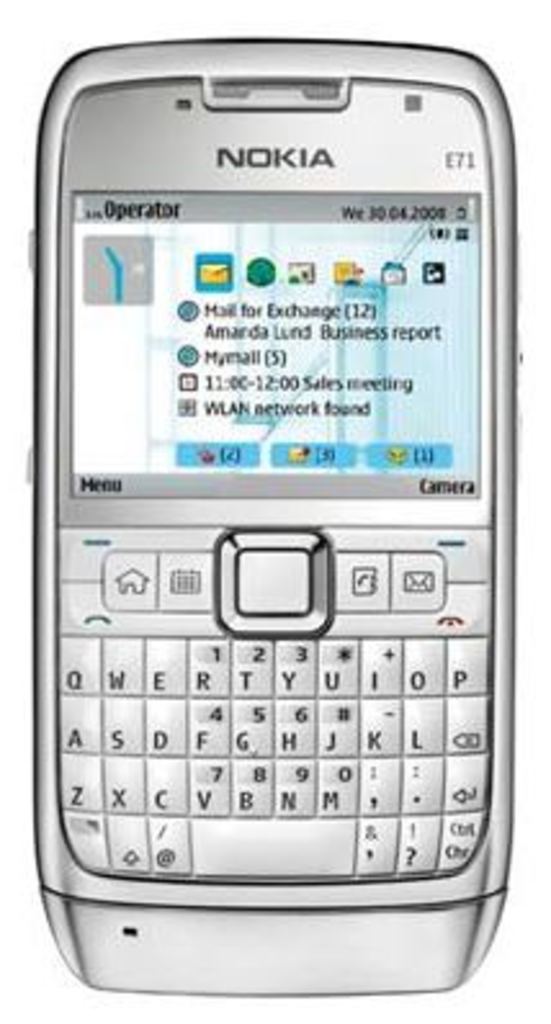 NOKIA
E71
Operator We 30.04.2008
Mail for Exchange (12)
Amanda Lund Business report
Mymail (5)
11:00-12:00 Sales meeting
WLAN network found
(2) (3) (1)
Menu Camera
1 2 3 * +
Q W E R T Y U I O P
4 5 6 # -
A S D F G H J K L
7 8 9 0 : :
Z X C V B N M , .
/ & ! Ctrl
@ ' ? Chr